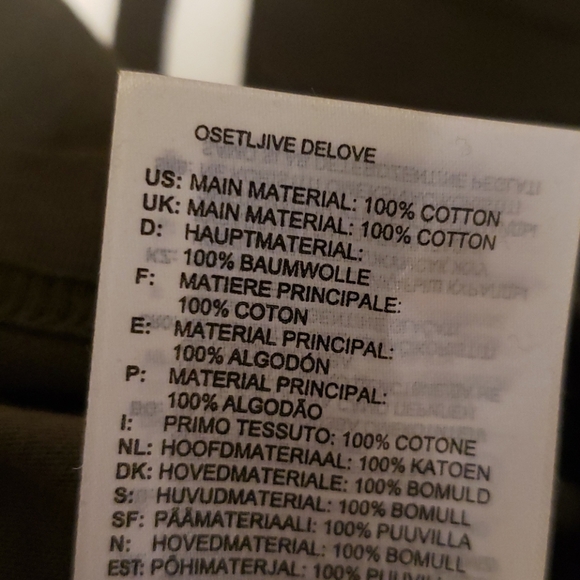 OSETLJIVE DELOVE
US: MAIN MATERIAL: 100% COTTON
UK: MAIN MATERIAL: 100% COTTON
D: HAUPTMATERIAL:
100% BAUMWOLLE
F: MATIERE PRINCIPALE:
100% COTON
E: MATERIAL PRINCIPAL:
100% ALGODÓN
P: MATERIAL PRINCIPAL:
100% ALGODÃO
I: PRIMO TESSUTO: 100% COTONE
NL: HOOFDMATERIAAL: 100% KATOEN
DK: HOVEDMATERIALE: 100% BOMULD
S: HUVUDMATERIAL: 100% BOMULL
SF: PÄÄMATERIAALI: 100% PUUVILLA
N: HOVEDMATERIAL: 100% BOMULL
EST: PÕHIMATERJAL: 100% PUUVILL